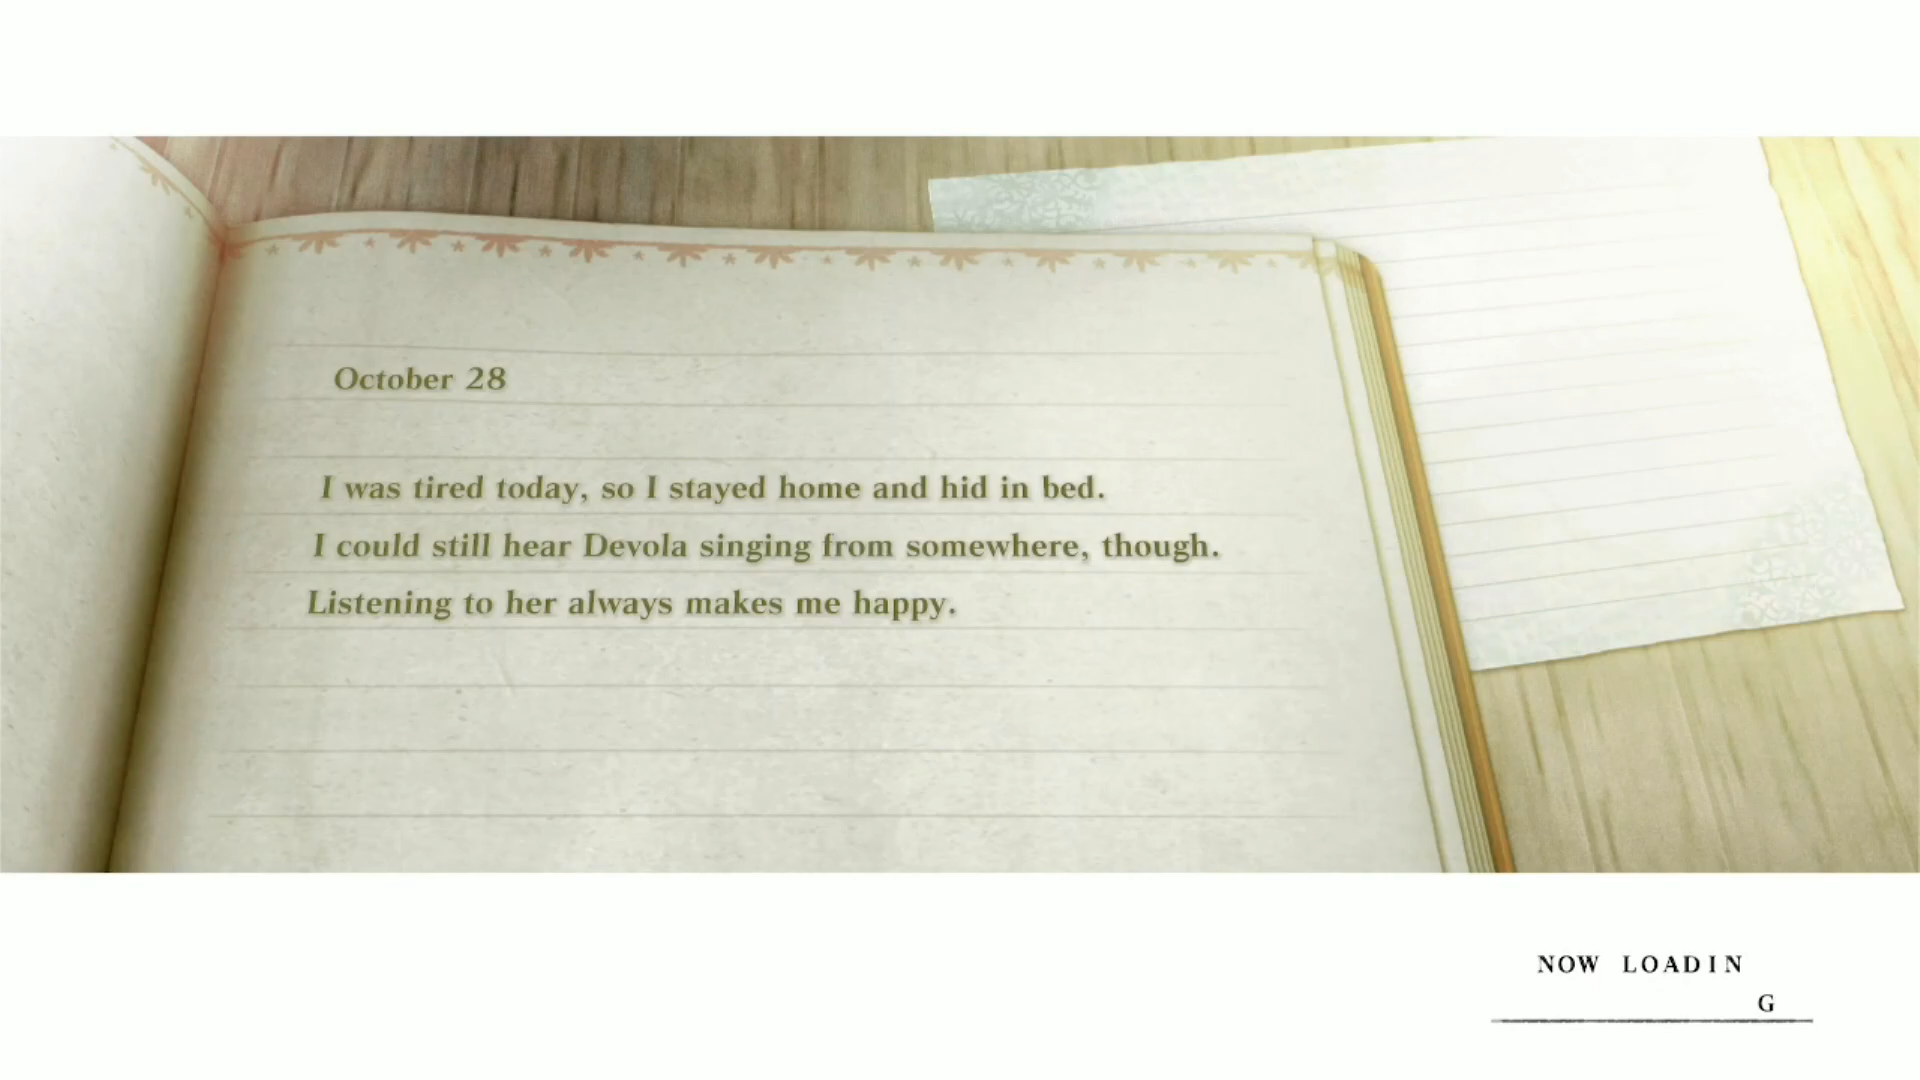 October 28
I was tired today, so I stayed home and hid in bed.
I could still hear Devola singing from somewhere, though.
Listening to her always makes me happy.
NOW LOADIN
G